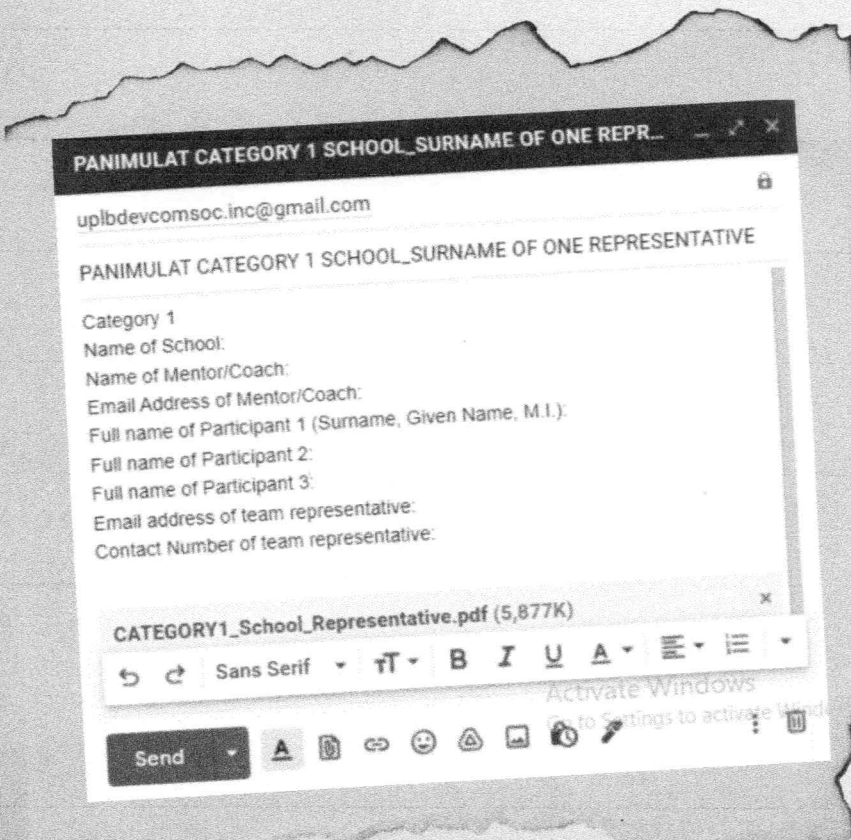 PANIMULAT CATEGORY 1 SCHOOL_SURNAME OF ONE REPR...
uplbdevcomsoc.inc@gmail.com
PANIMULAT CATEGORY 1 SCHOOL_SURNAME OF ONE REPRESENTATIVE
Category 1
Name of School:
Name of Mentor/Coach:
Email Address of Mentor/Coach:
Full name of Participant 1 (Surname, Given Name, M.I.):
Full name of Participant 2:
Full name of Participant 3:
Email address of team representative:
Contact Number of team representative:
CATEGORY1_School_Representative.pdf (5,877K)
Sans Serif
Activate Windows
Go to Settings to activate Windo
Send